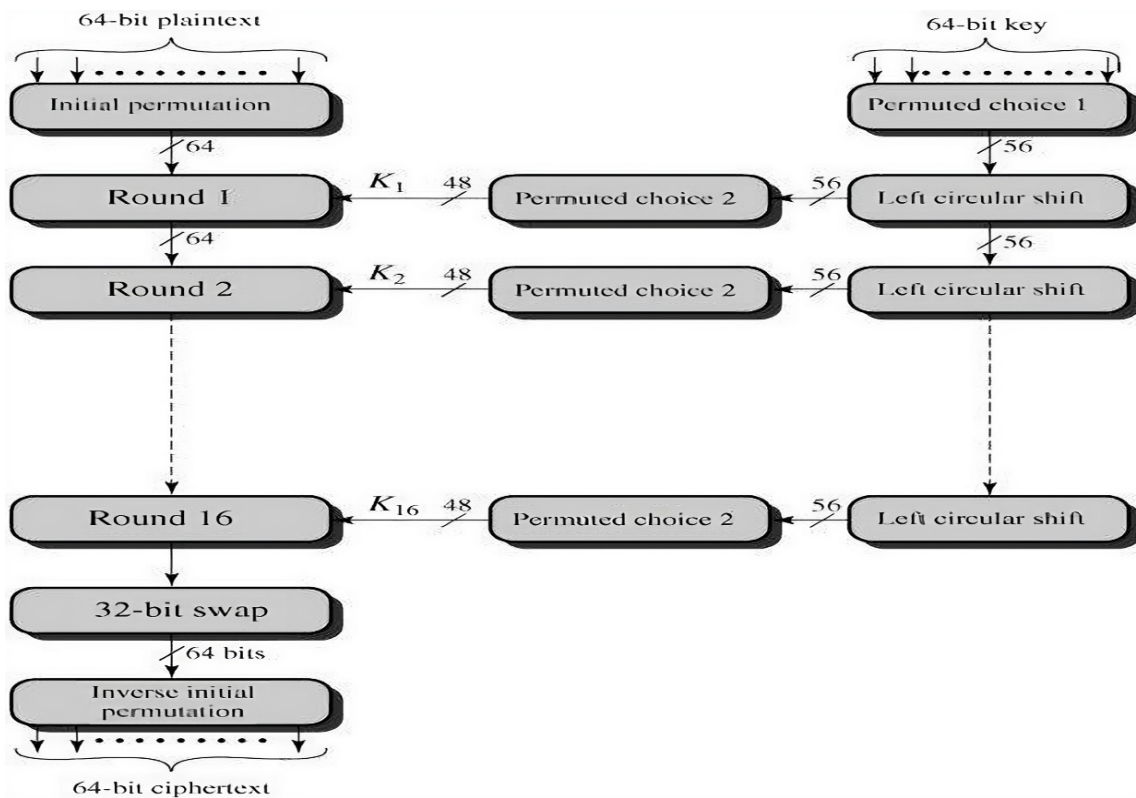 64-bit plaintext
64-bit key
Initial permutation
Permuted choice 1
64
56
Round 1
K1
48
Permuted choice 2
56
Left circular shift
64
56
Round 2
K2
48
Permuted choice 2
56
Left circular shift
Round 16
K16
48
Permuted choice 2
56
Left circular shift
32-bit swap
64 bits
Inverse initial
permutation
64-bit ciphertext